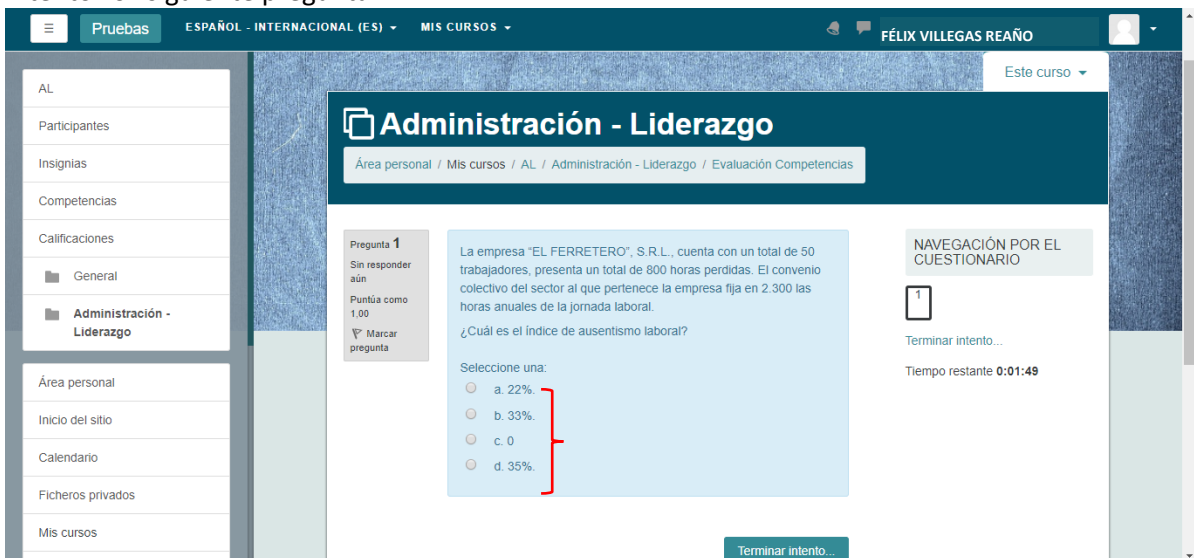 Pruebas
ESPAÑOL - INTERNACIONAL (ES)
MIS CURSOS
FÉLIX VILLEGAS REAÑO
Este curso
AL
Participantes
Insignias
Competencias
Calificaciones
General
Administración -
Liderazgo
Área personal
Inicio del sitio
Calendario
Ficheros privados
Mis cursos
Administración - Liderazgo
Área personal / Mis cursos / AL / Administración - Liderazgo / Evaluación Competencias
Pregunta 1
Sin responder
aún
Puntúa como
1,00
Marcar
pregunta
La empresa “EL FERRETERO”, S.R.L., cuenta con un total de 50
trabajadores, presenta un total de 800 horas perdidas. El convenio
colectivo del sector al que pertenece la empresa fija en 2.300 las
horas anuales de la jornada laboral.
¿Cuál es el índice de ausentismo laboral?
Seleccione una:
a. 22%.
b. 33%.
c. 0
d. 35%.
Terminar intento...
NAVEGACIÓN POR EL
CUESTIONARIO
1
Terminar intento...
Tiempo restante 0:01:49